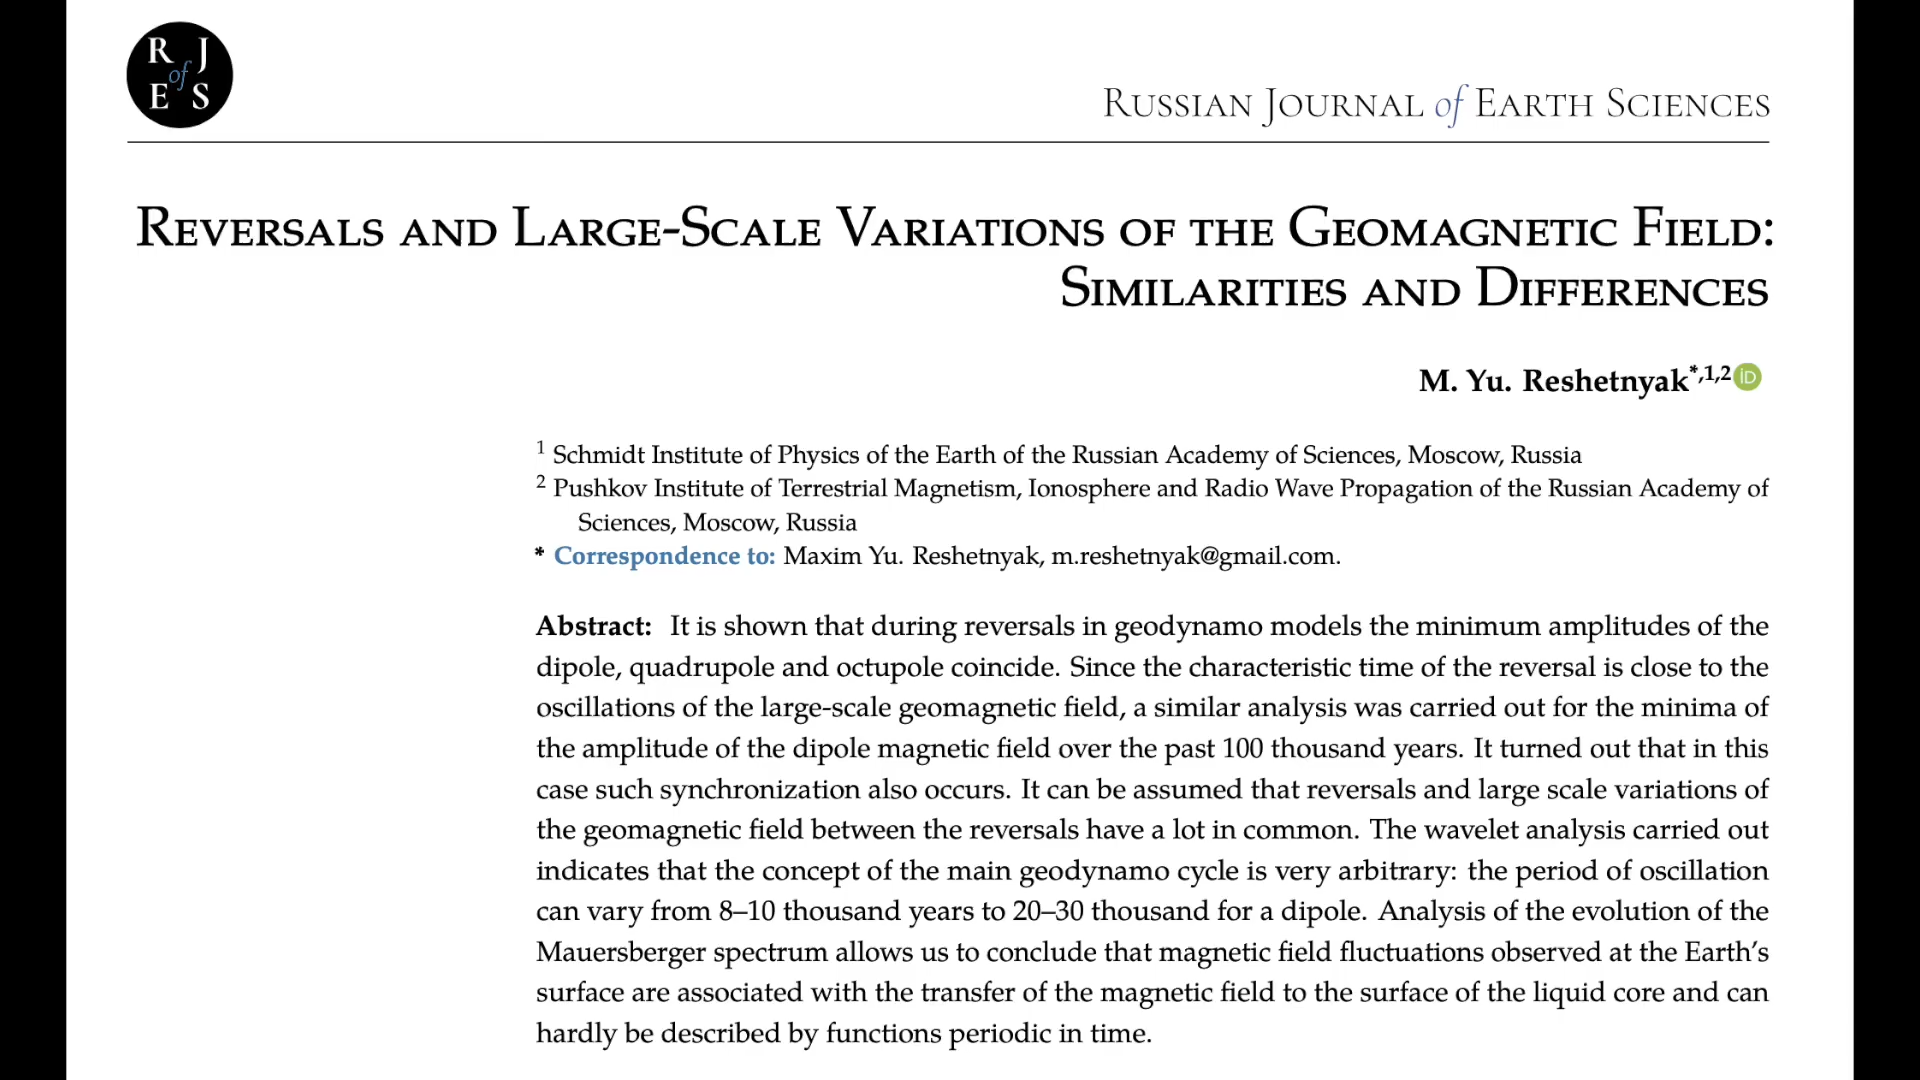 R J
of
E S
Russian Journal of Earth Sciences
Reversals and Large-Scale Variations of the Geomagnetic Field:
Similarities and Differences
M. Yu. Reshetnyak*,1,2 iD
1 Schmidt Institute of Physics of the Earth of the Russian Academy of Sciences, Moscow, Russia
2 Pushkov Institute of Terrestrial Magnetism, Ionosphere and Radio Wave Propagation of the Russian Academy of
Sciences, Moscow, Russia
* Correspondence to: Maxim Yu. Reshetnyak, m.reshetnyak@gmail.com.
Abstract: It is shown that during reversals in geodynamo models the minimum amplitudes of the
dipole, quadrupole and octupole coincide. Since the characteristic time of the reversal is close to the
oscillations of the large-scale geomagnetic field, a similar analysis was carried out for the minima of
the amplitude of the dipole magnetic field over the past 100 thousand years. It turned out that in this
case such synchronization also occurs. It can be assumed that reversals and large scale variations of
the geomagnetic field between the reversals have a lot in common. The wavelet analysis carried out
indicates that the concept of the main geodynamo cycle is very arbitrary: the period of oscillation
can vary from 8–10 thousand years to 20–30 thousand for a dipole. Analysis of the evolution of the
Mauersberger spectrum allows us to conclude that magnetic field fluctuations observed at the Earth's
surface are associated with the transfer of the magnetic field to the surface of the liquid core and can
hardly be described by functions periodic in time.